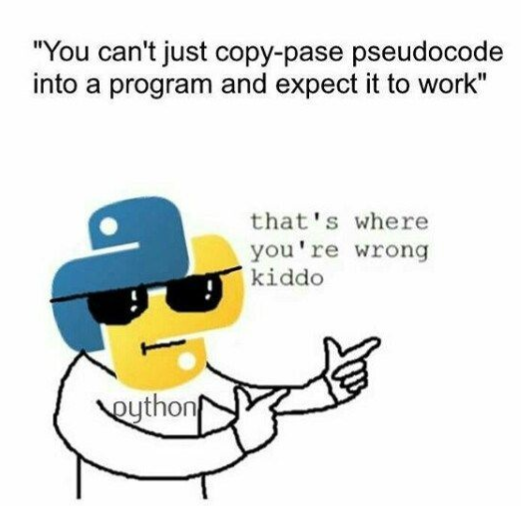 "You can't just copy-pase pseudocode
into a program and expect it to work"
that's where
you're wrong
kiddo
python